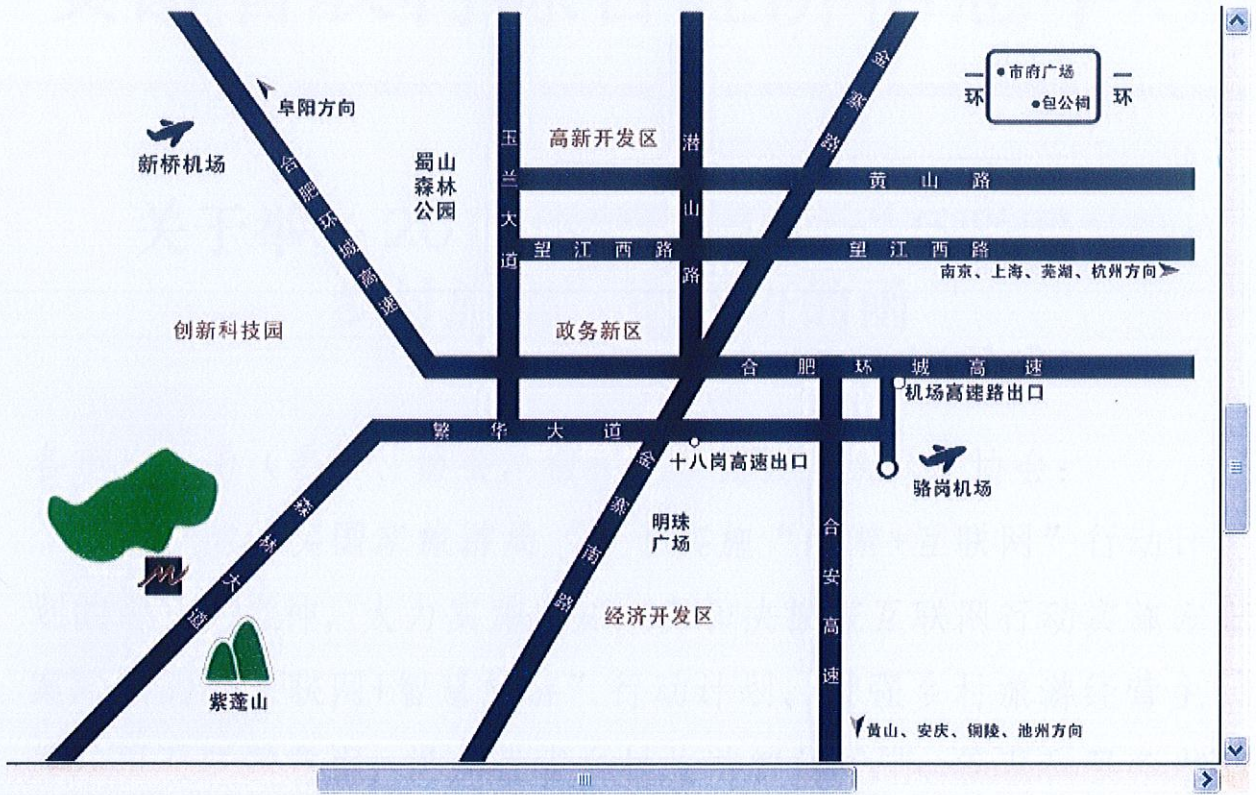 一环
市府广场
包公祠
一环
阜阳方向
新桥机场
蜀山
森林
公园
玉兰大道
高新开发区
潜山路
金寨路
黄山路
合肥环城高速
望江西路
望江西路
南京、上海、芜湖、杭州方向
创新科技园
政务新区
合肥环城高速
机场高速路出口
繁华大道
十八岗高速出口
骆岗机场
森林大道
金寨南路
明珠
广场
合安高速
经济开发区
紫蓬山
黄山、安庆、铜陵、池州方向